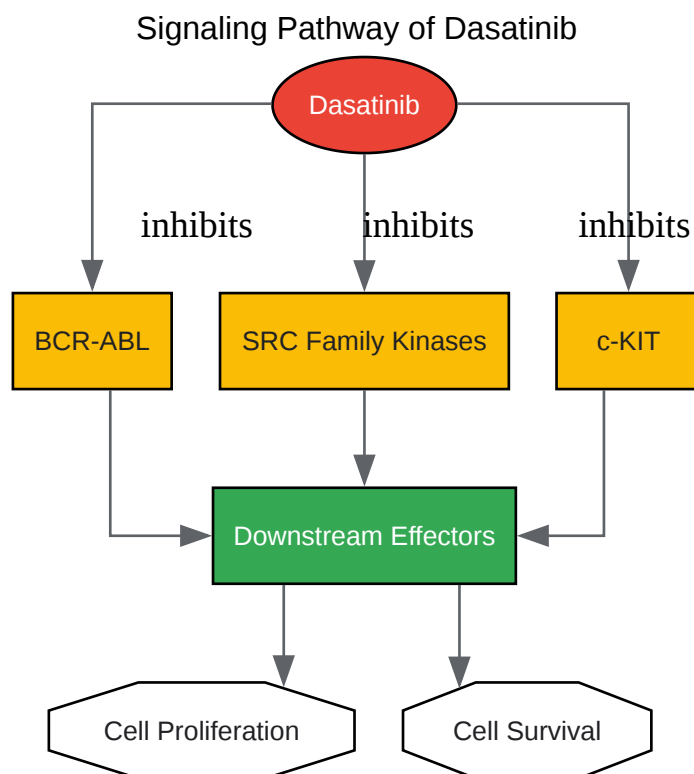 Signaling Pathway of Dasatinib
Dasatinib
inhibits
inhibits
inhibits
BCR-ABL
SRC Family Kinases
c-KIT
Downstream Effectors
Cell Proliferation
Cell Survival